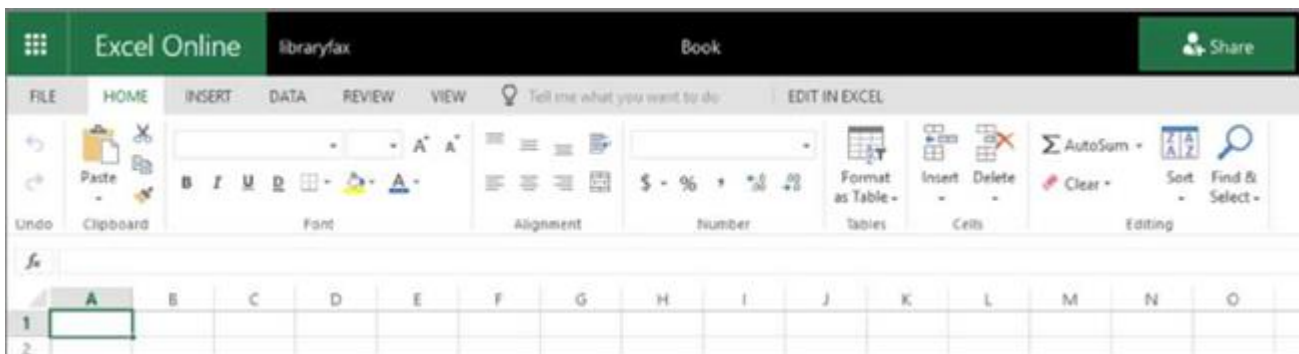 Excel Online libraryfax Book Share
FILE HOME INSERT DATA REVIEW VIEW Tell me what you want to do EDIT IN EXCEL
Paste A A AutoSum
B I U D A $ % , Format as Table Insert Delete Clear Sort Find & Select
Undo Clipboard Font Alignment Number Tables Cells Editing
fx
A B C D E F G H I J K L M N O
1
2